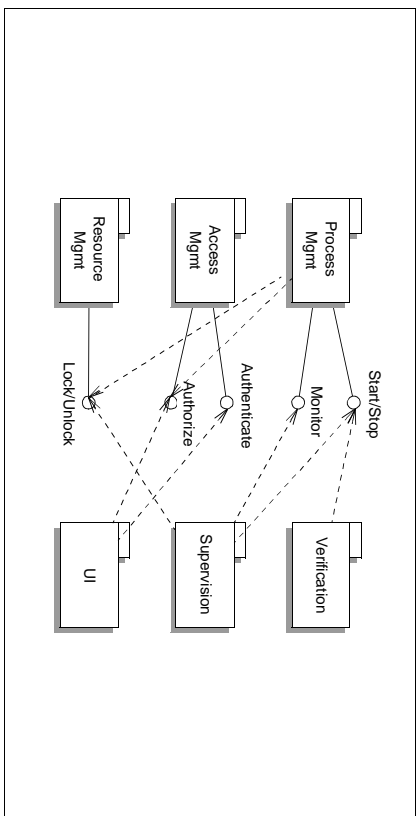 Start/Stop
Process
Mgmt
Verification
Monitor
Authenticate
Access
Mgmt
Supervision
Authorize
Resource
Mgmt
UI
Lock/Unlock